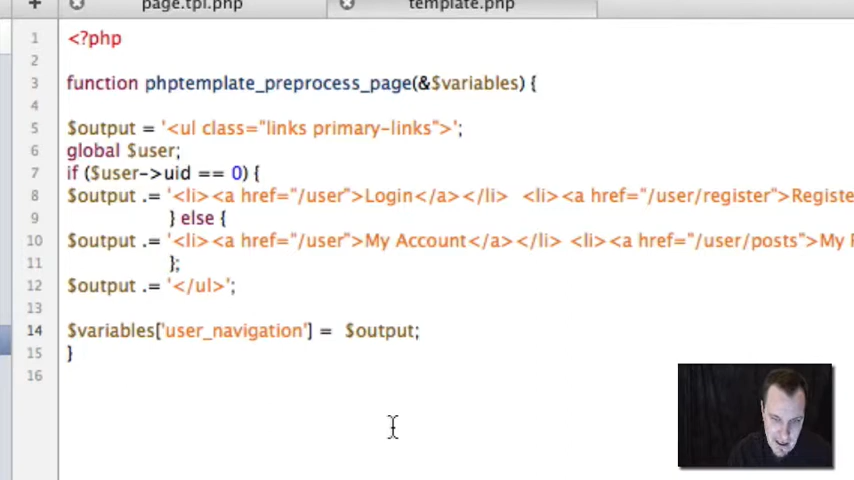 page.tpl.php template.php
1 <?php
2
3 function phptemplate_preprocess_page(&$variables) {
4
5 $output = '<ul class="links primary-links">';
6 global $user;
7 if ($user->uid == 0) {
8 $output .= '<li><a href="/user">Login</a></li> <li><a href="/user/register">Registe
9 } else {
10 $output .= '<li><a href="/user">My Account</a></li> <li><a href="/user/posts">My
11 };
12 $output .= '</ul>';
13
14 $variables['user_navigation'] = $output;
15 }
16